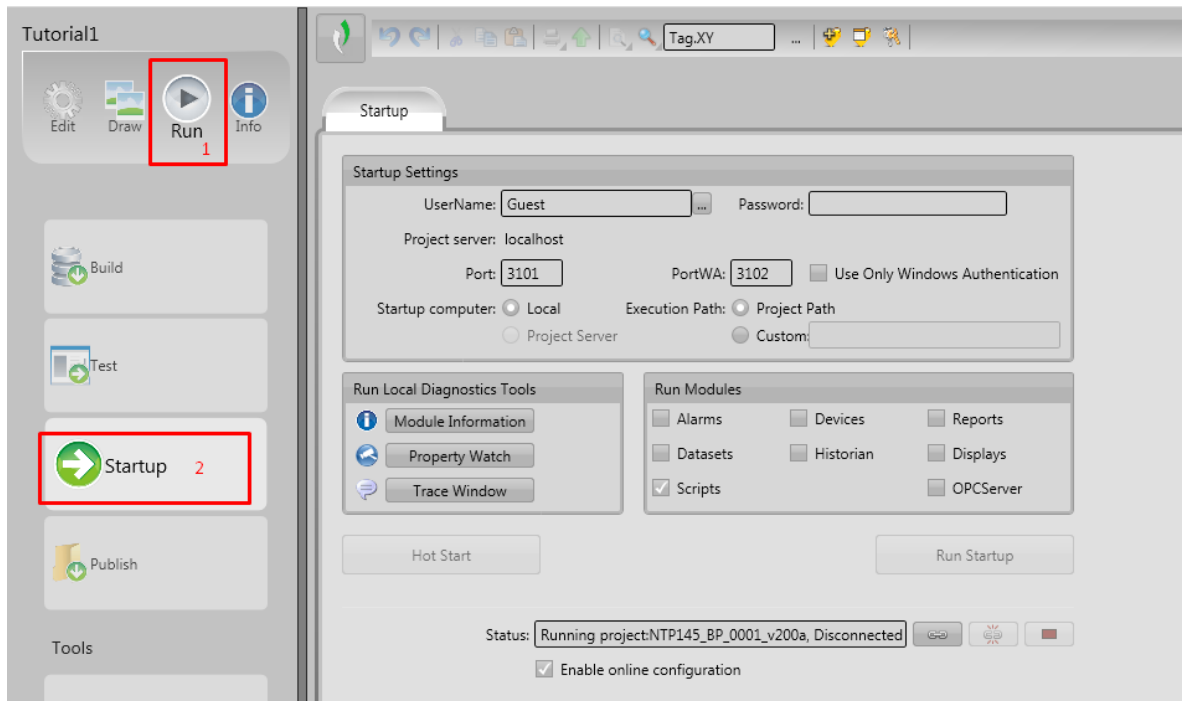 Tutorial1
Edit Draw Run Info
1
Build
Test
Startup 2
Publish
Tools
Tag.XY ...
Startup
Startup Settings
UserName: Guest ... Password:
Project server: localhost
Port: 3101 PortWA: 3102 Use Only Windows Authentication
Startup computer: Local Execution Path: Project Path
Project Server Custom:
Run Local Diagnostics Tools
Module Information
Property Watch
Trace Window
Run Modules
Alarms Devices Reports
Datasets Historian Displays
Scripts OPCServer
Hot Start Run Startup
Status: Running project:NTP145_BP_0001_v200a, Disconnected
Enable online configuration